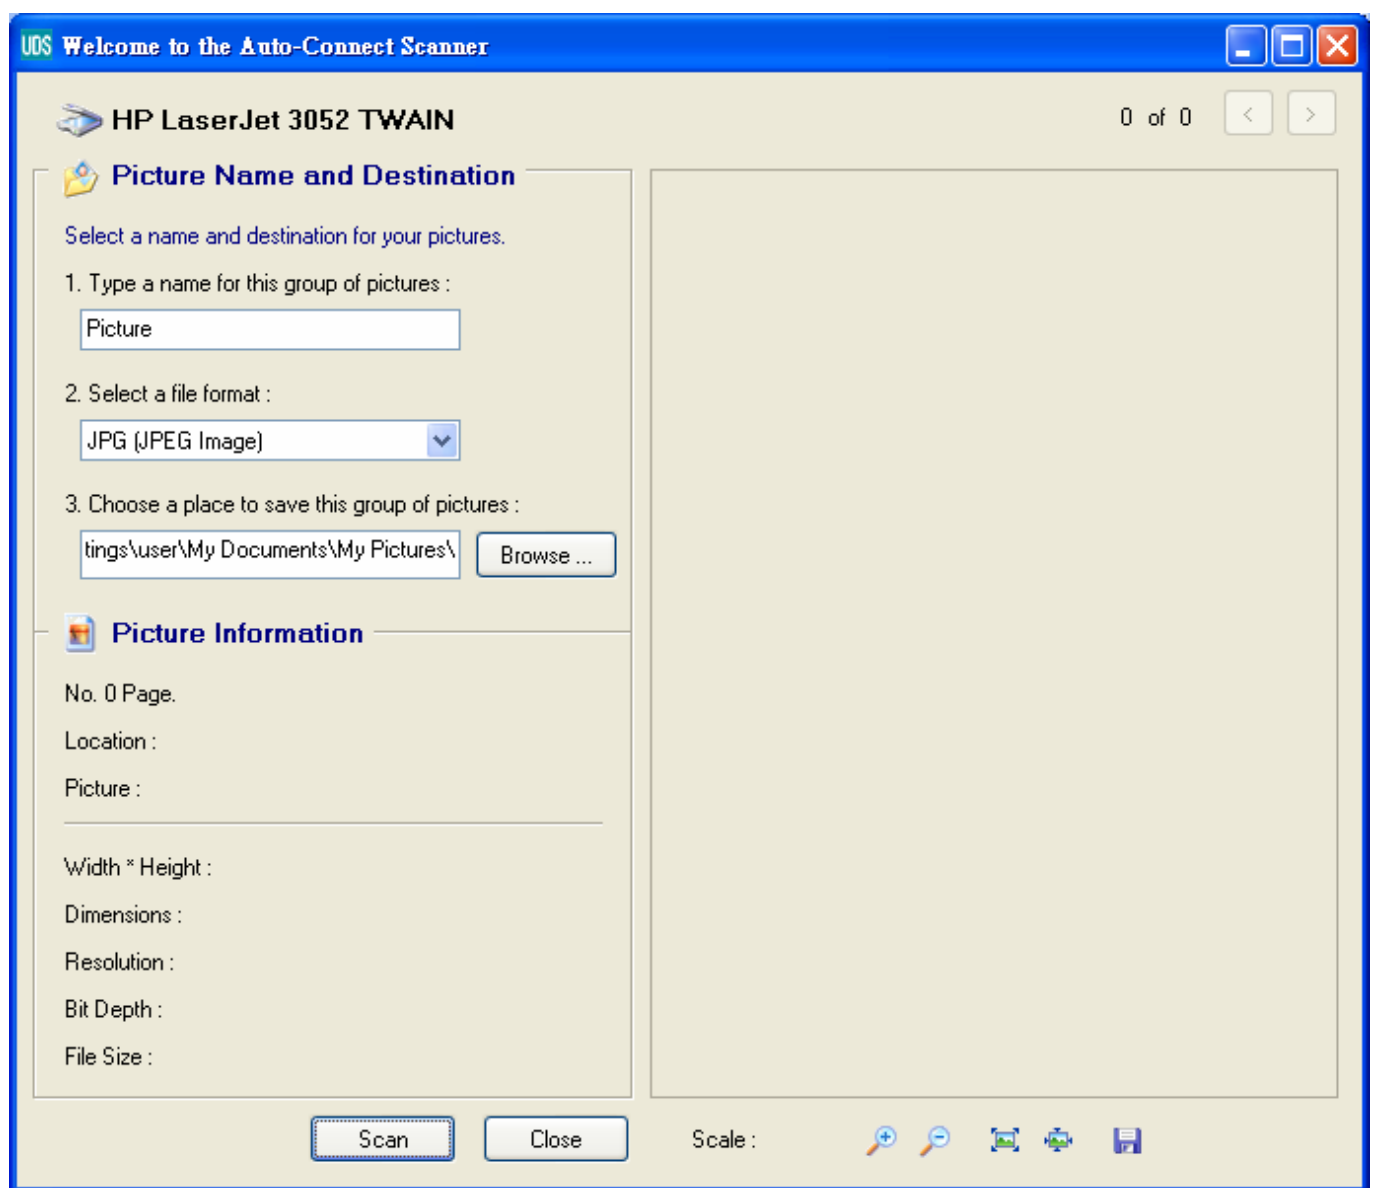 UDS Welcome to the Auto-Connect Scanner
HP LaserJet 3052 TWAIN
0 of 0 < >
Picture Name and Destination
Select a name and destination for your pictures.
1. Type a name for this group of pictures :
Picture
2. Select a file format :
JPG (JPEG Image)
3. Choose a place to save this group of pictures :
tings\user\My Documents\My Pictures\
Browse ...
Picture Information
No. 0 Page.
Location :
Picture :
Width * Height :
Dimensions :
Resolution :
Bit Depth :
File Size :
Scan Close Scale :